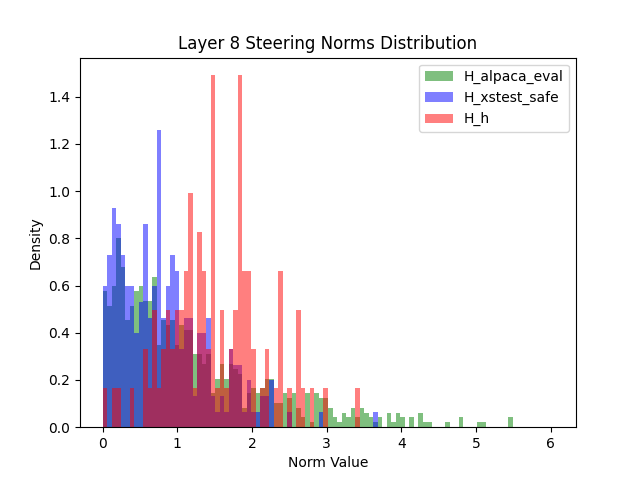 Layer 8 Steering Norms Distribution
H_alpaca_eval
H_xstest_safe
H_h
Density
1.4
1.2
1.0
0.8
0.6
0.4
0.2
0.0
0 1 2 3 4 5 6
Norm Value